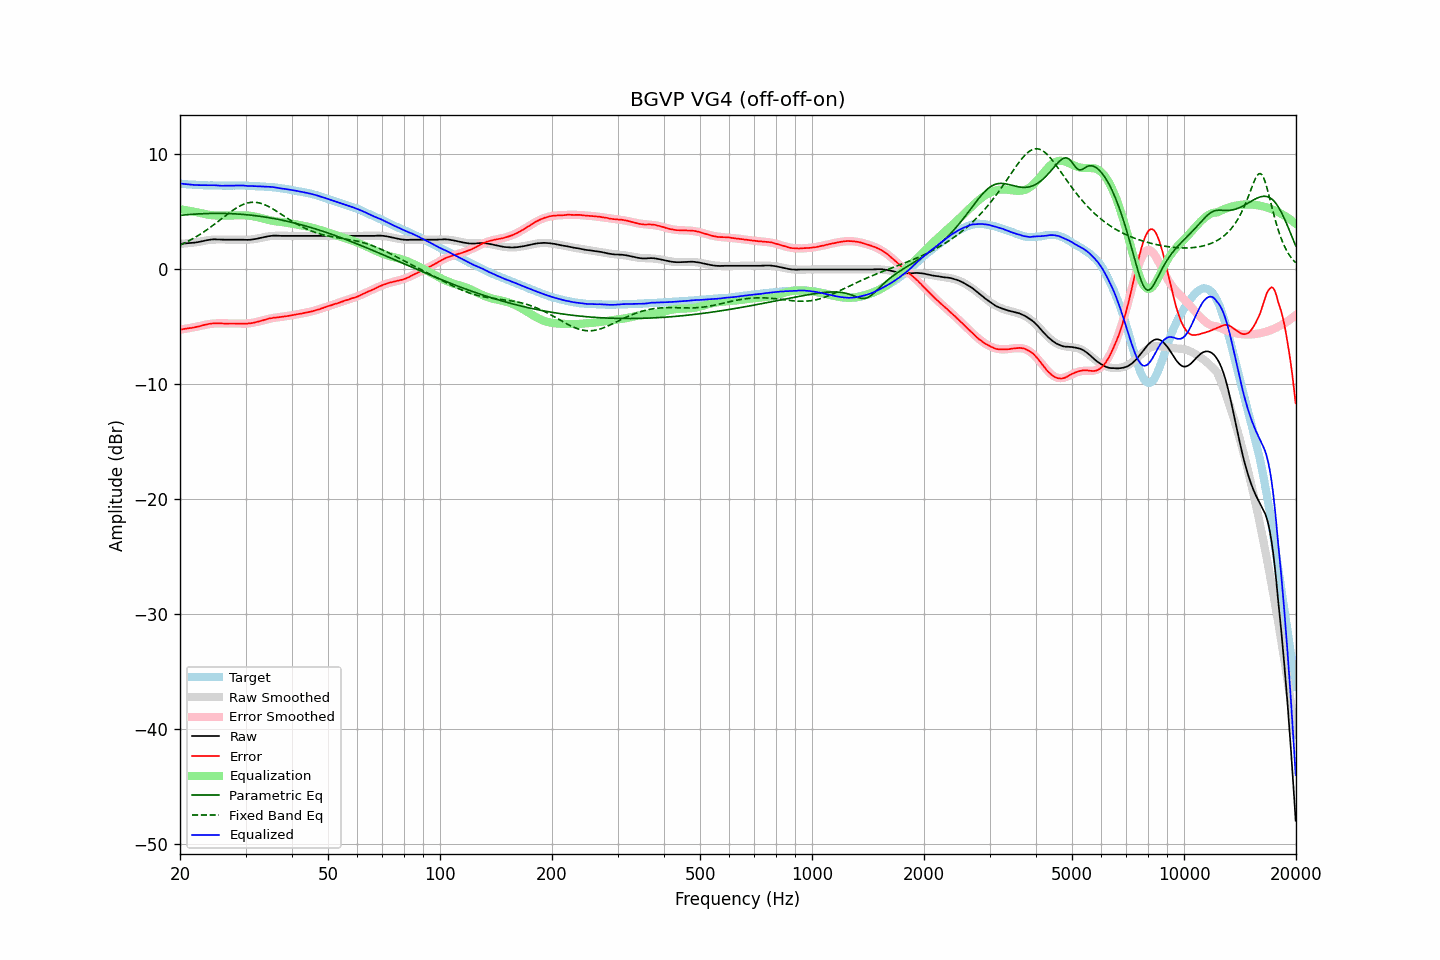 BGVP VG4 (off-off-on)
Amplitude (dBr)
10
0
−10
−20
−30
−40
−50
Target
Raw Smoothed
Error Smoothed
Raw
Error
Equalization
Parametric Eq
Fixed Band Eq
Equalized
20 50 100 200 500 1000 2000 5000 10000 20000
Frequency (Hz)